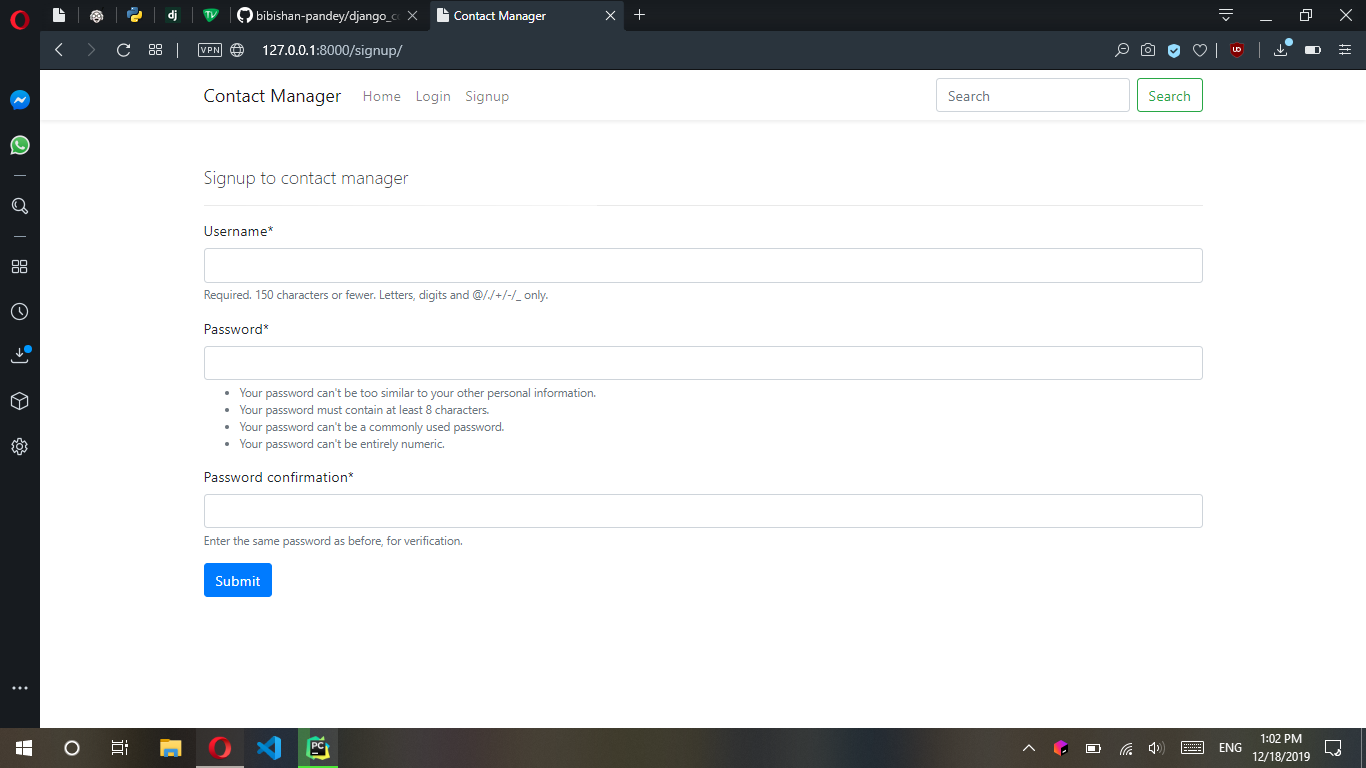 dj
TV
bibishan-pandey/django_c
Contact Manager
VPN
127.0.0.1:8000/signup/
Contact Manager
Home
Login
Signup
Search
Search
Signup to contact manager
Username*
Required. 150 characters or fewer. Letters, digits and @/./+/-/_ only.
Password*
• Your password can't be too similar to your other personal information.
• Your password must contain at least 8 characters.
• Your password can't be a commonly used password.
• Your password can't be entirely numeric.
Password confirmation*
Enter the same password as before, for verification.
Submit
PC
ENG
1:02 PM
12/18/2019